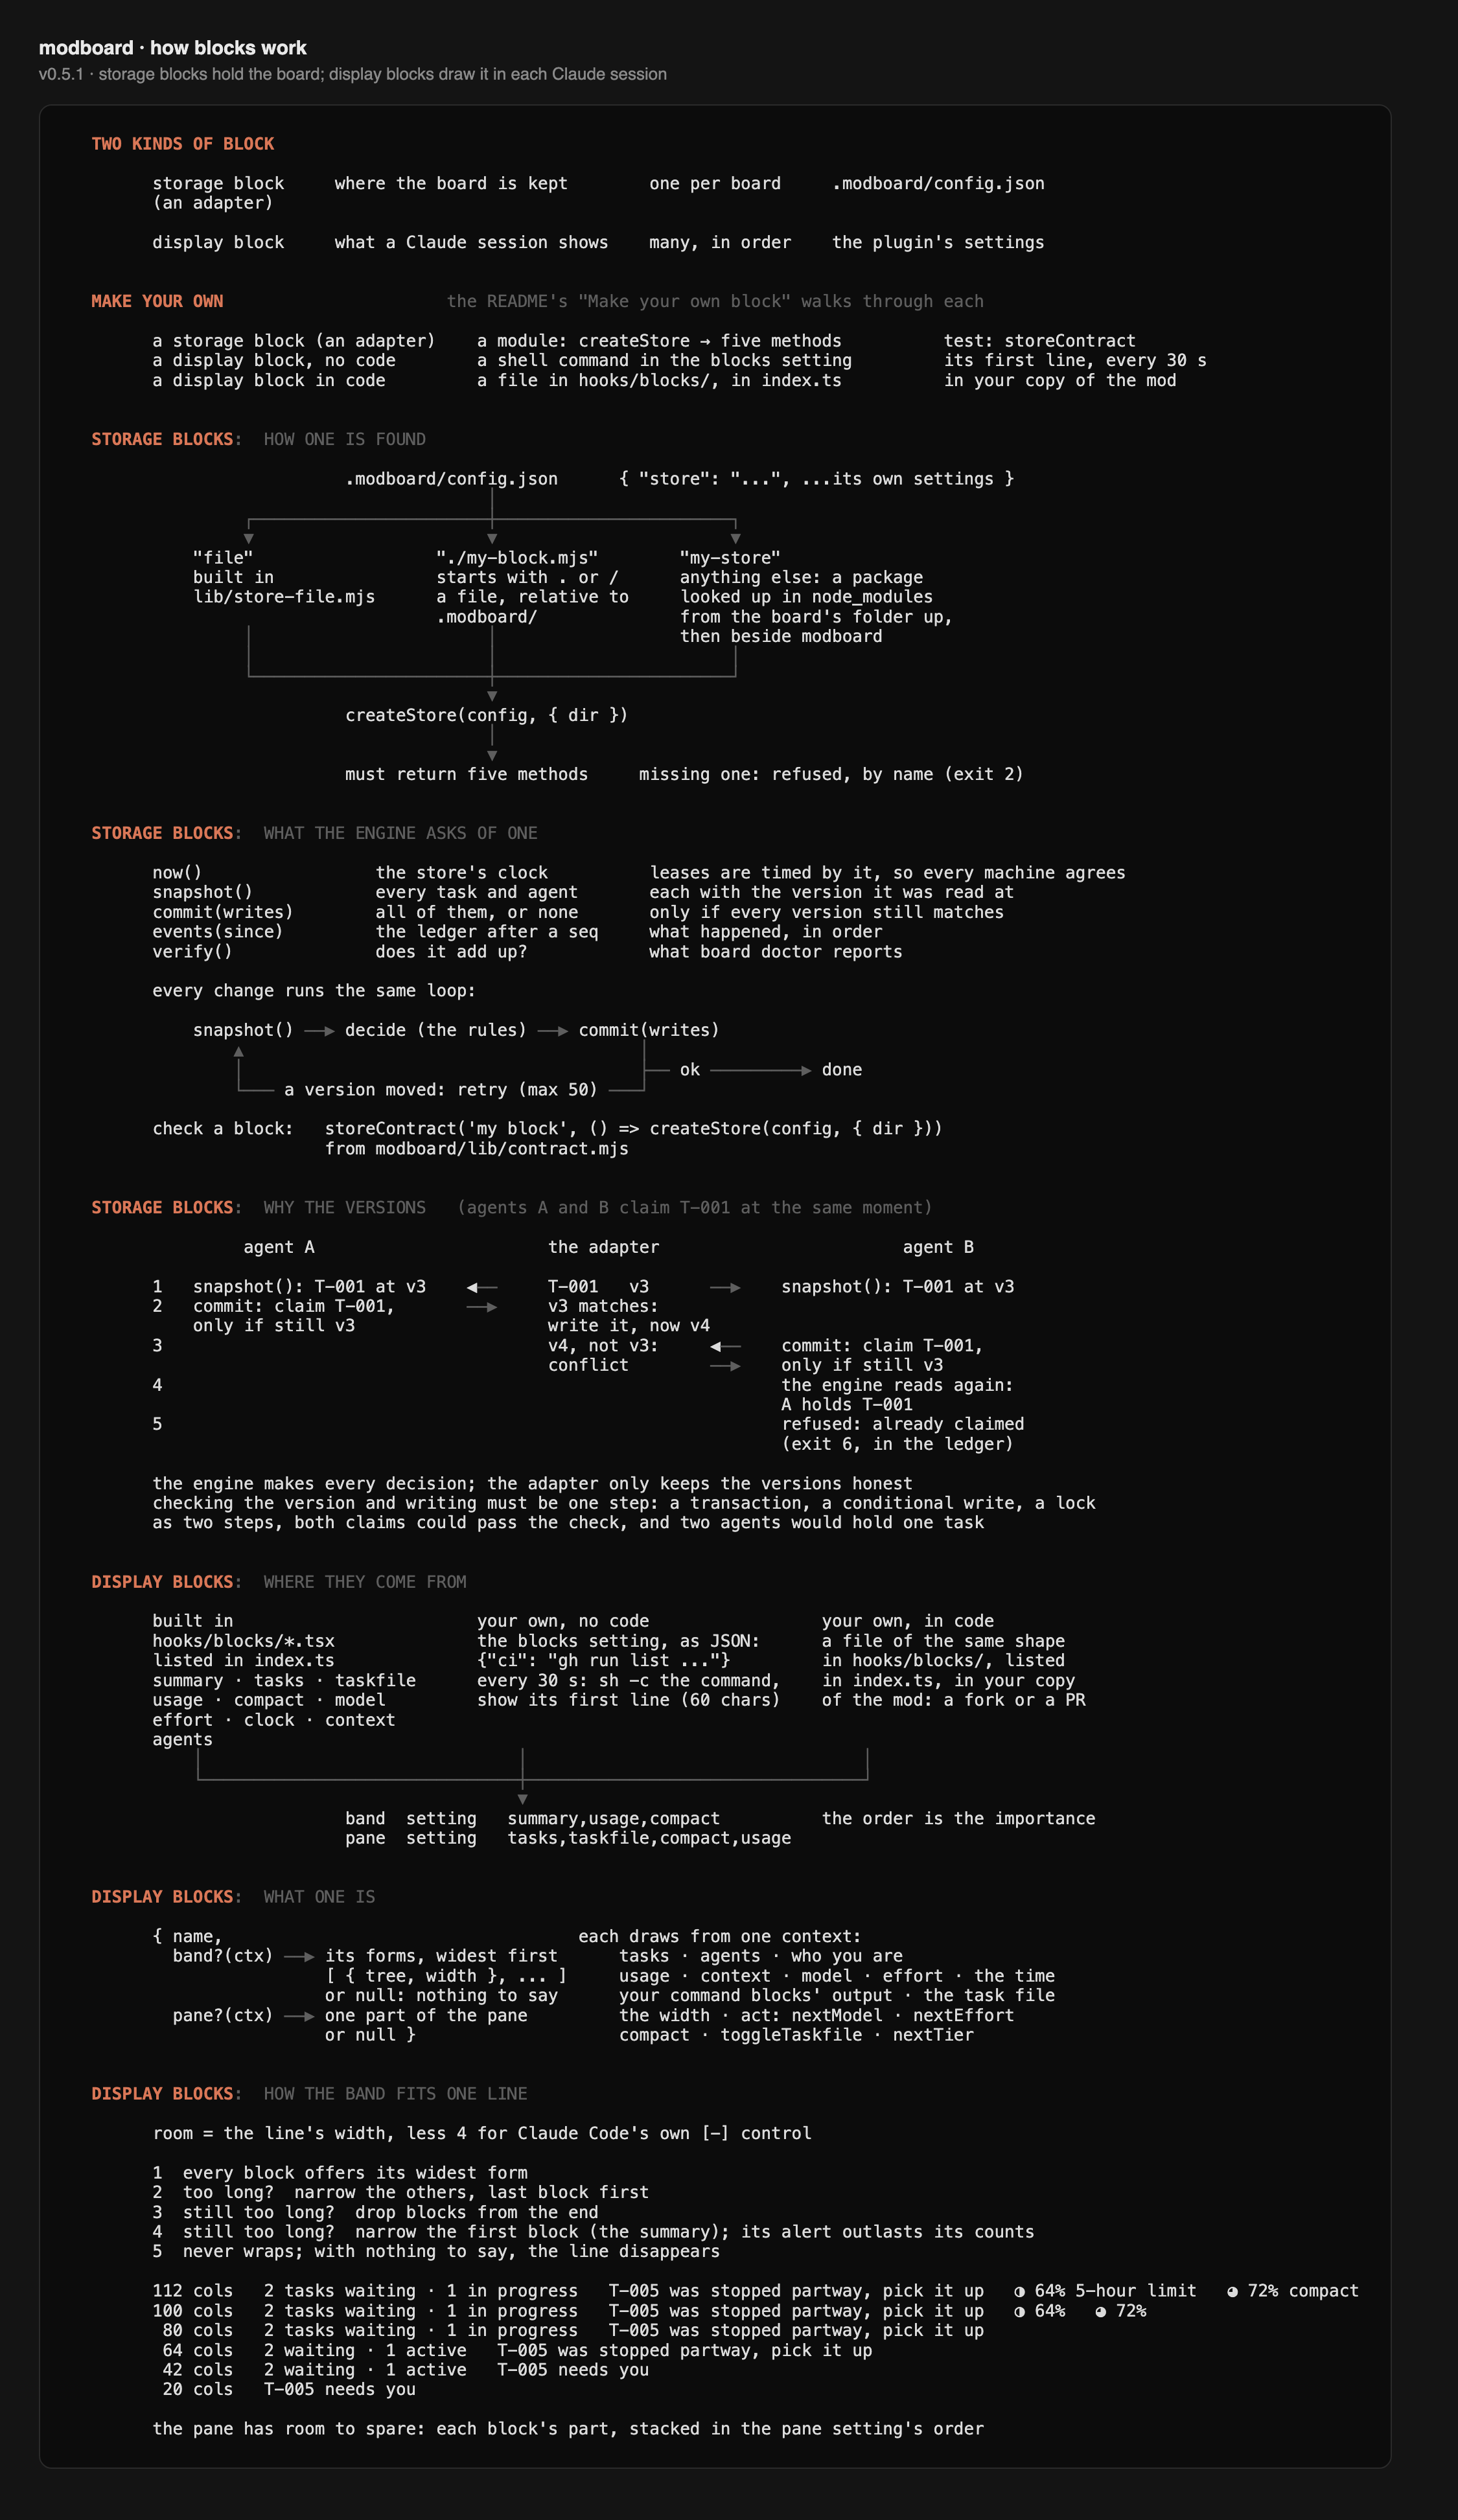 modboard · how blocks work
v0.5.1 · storage blocks hold the board; display blocks draw it in each Claude session
TWO KINDS OF BLOCK
storage block     where the board is kept        one per board     .modboard/config.json
(an adapter)
display block     what a Claude session shows    many, in order    the plugin's settings
MAKE YOUR OWN                      the README's "Make your own block" walks through each
a storage block (an adapter)    a module: createStore → five methods          test: storeContract
a display block, no code        a shell command in the blocks setting         its first line, every 30 s
a display block in code         a file in hooks/blocks/, in index.ts          in your copy of the mod
STORAGE BLOCKS:  HOW ONE IS FOUND
.modboard/config.json      { "store": "...", ...its own settings }
"file"                  "./my-block.mjs"        "my-store"
built in                starts with . or /      anything else: a package
lib/store-file.mjs      a file, relative to     looked up in node_modules
.modboard/              from the board's folder up,
then beside modboard
createStore(config, { dir })
must return five methods     missing one: refused, by name (exit 2)
STORAGE BLOCKS:  WHAT THE ENGINE ASKS OF ONE
now()                 the store's clock          leases are timed by it, so every machine agrees
snapshot()            every task and agent       each with the version it was read at
commit(writes)        all of them, or none       only if every version still matches
events(since)         the ledger after a seq     what happened, in order
verify()              does it add up?            what board doctor reports
every change runs the same loop:
snapshot() ──▶ decide (the rules) ──▶ commit(writes)
ok ─────────▶ done
a version moved: retry (max 50)
check a block:   storeContract('my block', () => createStore(config, { dir }))
from modboard/lib/contract.mjs
STORAGE BLOCKS:  WHY THE VERSIONS   (agents A and B claim T-001 at the same moment)
agent A                       the adapter                        agent B
1   snapshot(): T-001 at v3    ◀──     T-001   v3      ──▶    snapshot(): T-001 at v3
2   commit: claim T-001,       ──▶     v3 matches:
only if still v3                   write it, now v4
3                                      v4, not v3:     ◀──    commit: claim T-001,
conflict        ──▶    only if still v3
4                                                             the engine reads again:
A holds T-001
5                                                             refused: already claimed
(exit 6, in the ledger)
the engine makes every decision; the adapter only keeps the versions honest
checking the version and writing must be one step: a transaction, a conditional write, a lock
as two steps, both claims could pass the check, and two agents would hold one task
DISPLAY BLOCKS:  WHERE THEY COME FROM
built in                        your own, no code                 your own, in code
hooks/blocks/*.tsx              the blocks setting, as JSON:      a file of the same shape
listed in index.ts              {"ci": "gh run list ..."}         in hooks/blocks/, listed
summary · tasks · taskfile      every 30 s: sh -c the command,    in index.ts, in your copy
usage · compact · model         show its first line (60 chars)    of the mod: a fork or a PR
effort · clock · context
agents
band  setting   summary,usage,compact          the order is the importance
pane  setting   tasks,taskfile,compact,usage
DISPLAY BLOCKS:  WHAT ONE IS
{ name,                                   each draws from one context:
band?(ctx) ──▶ its forms, widest first      tasks · agents · who you are
[ { tree, width }, ... ]     usage · context · model · effort · the time
or null: nothing to say      your command blocks' output · the task file
pane?(ctx) ──▶ one part of the pane         the width · act: nextModel · nextEffort
or null }                    compact · toggleTaskfile · nextTier
DISPLAY BLOCKS:  HOW THE BAND FITS ONE LINE
room = the line's width, less 4 for Claude Code's own [-] control
1  every block offers its widest form
2  too long?  narrow the others, last block first
3  still too long?  drop blocks from the end
4  still too long?  narrow the first block (the summary); its alert outlasts its counts
5  never wraps; with nothing to say, the line disappears
112 cols   2 tasks waiting · 1 in progress   T-005 was stopped partway, pick it up   ◑ 64% 5-hour limit   ◕ 72% compact
100 cols   2 tasks waiting · 1 in progress   T-005 was stopped partway, pick it up   ◑ 64%   ◕ 72%
80 cols   2 tasks waiting · 1 in progress   T-005 was stopped partway, pick it up
64 cols   2 waiting · 1 active   T-005 was stopped partway, pick it up
42 cols   2 waiting · 1 active   T-005 needs you
20 cols   T-005 needs you
the pane has room to spare: each block's part, stacked in the pane setting's order